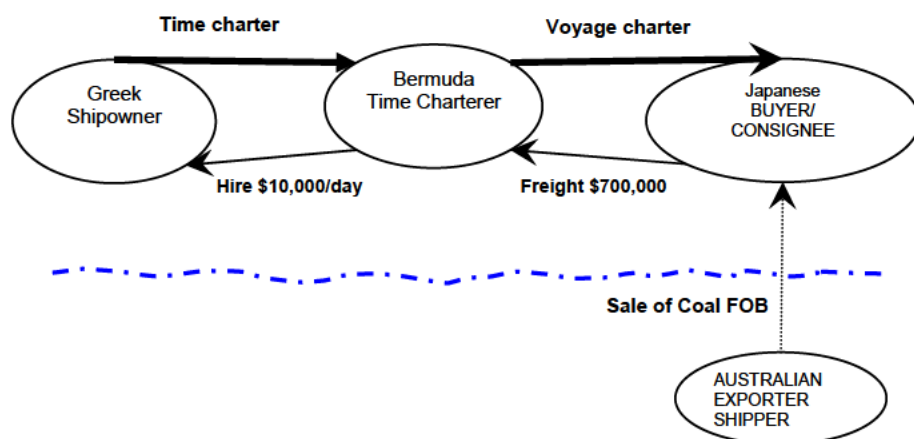 Time charter
Voyage charter
Greek
Shipowner
Bermuda
Time Charterer
Japanese
BUYER/
CONSIGNEE
Hire $10,000/day
Freight $700,000
Sale of Coal FOB
AUSTRALIAN
EXPORTER
SHIPPER